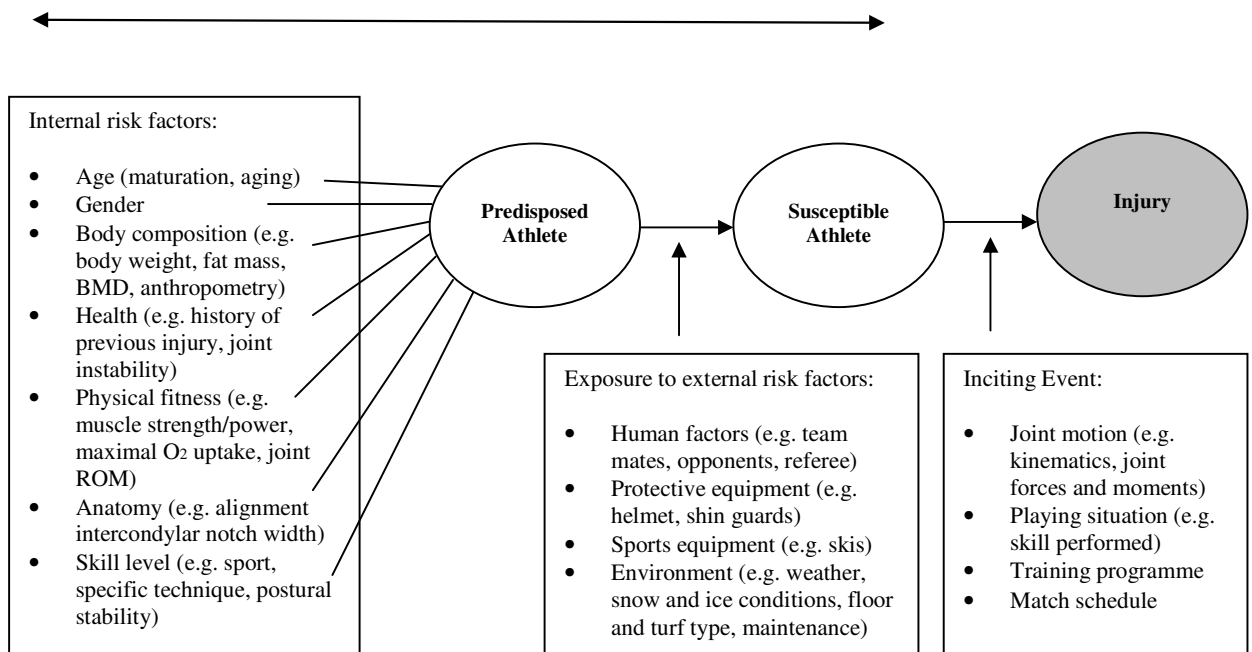 Internal risk factors:
• Age (maturation, aging)
• Gender
• Body composition (e.g.
body weight, fat mass,
BMD, anthropometry)
• Health (e.g. history of
previous injury, joint
instability)
• Physical fitness (e.g.
muscle strength/power,
maximal O2 uptake, joint
ROM)
• Anatomy (e.g. alignment
intercondylar notch width)
• Skill level (e.g. sport,
specific technique, postural
stability)
Predisposed
Athlete
Susceptible
Athlete
Injury
Exposure to external risk factors:
• Human factors (e.g. team
mates, opponents, referee)
• Protective equipment (e.g.
helmet, shin guards)
• Sports equipment (e.g. skis)
• Environment (e.g. weather,
snow and ice conditions, floor
and turf type, maintenance)
Inciting Event:
• Joint motion (e.g.
kinematics, joint
forces and moments)
• Playing situation (e.g.
skill performed)
• Training programme
• Match schedule